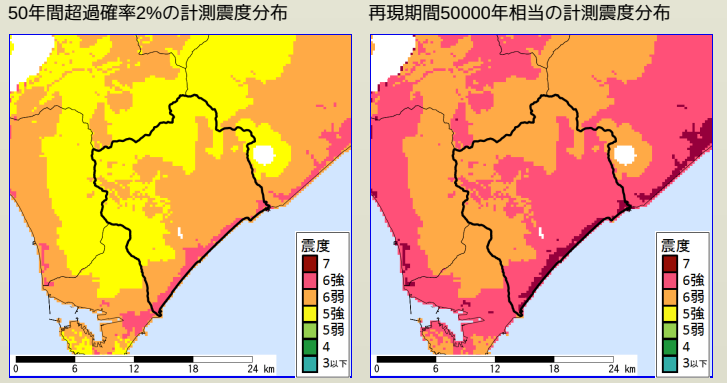 50年間超過確率2%の計測震度分布
再現期間50000年相当の計測震度分布
震度
7
6強
6弱
5強
5弱
4
3以下
0 6 12 18 24 km
震度
7
6強
6弱
5強
5弱
4
3以下
0 6 12 18 24 km